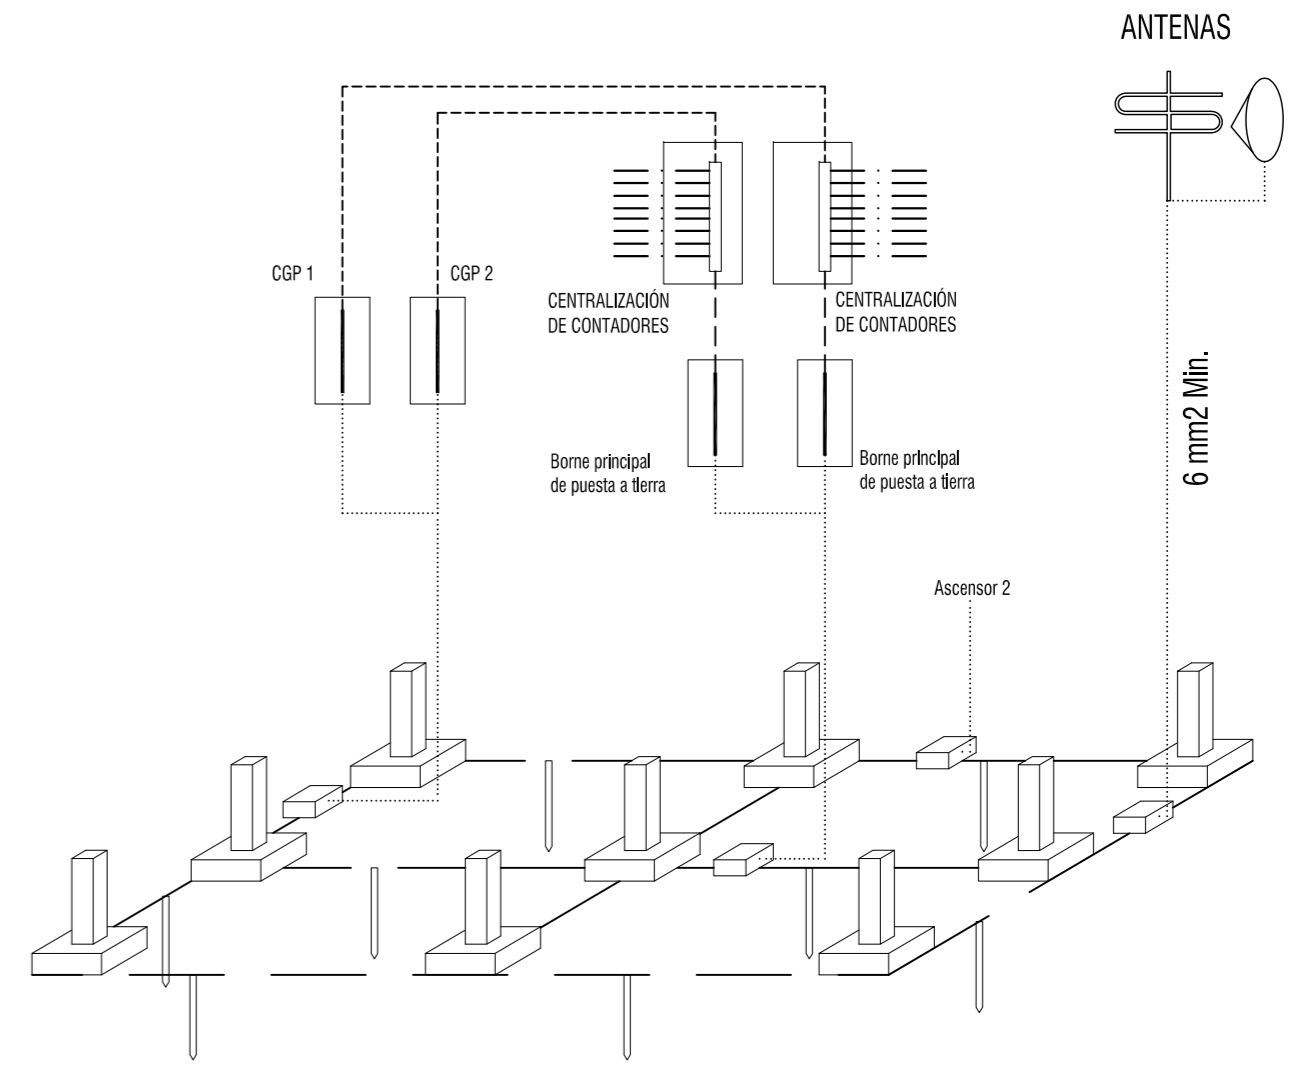 ANTENAS
CGP 1
CGP 2
CENTRALIZACIÓN
DE CONTADORES
CENTRALIZACIÓN
DE CONTADORES
6 mm2 Min.
Borne principal
de puesta a tierra
Borne principal
de puesta a tierra
Ascensor 2